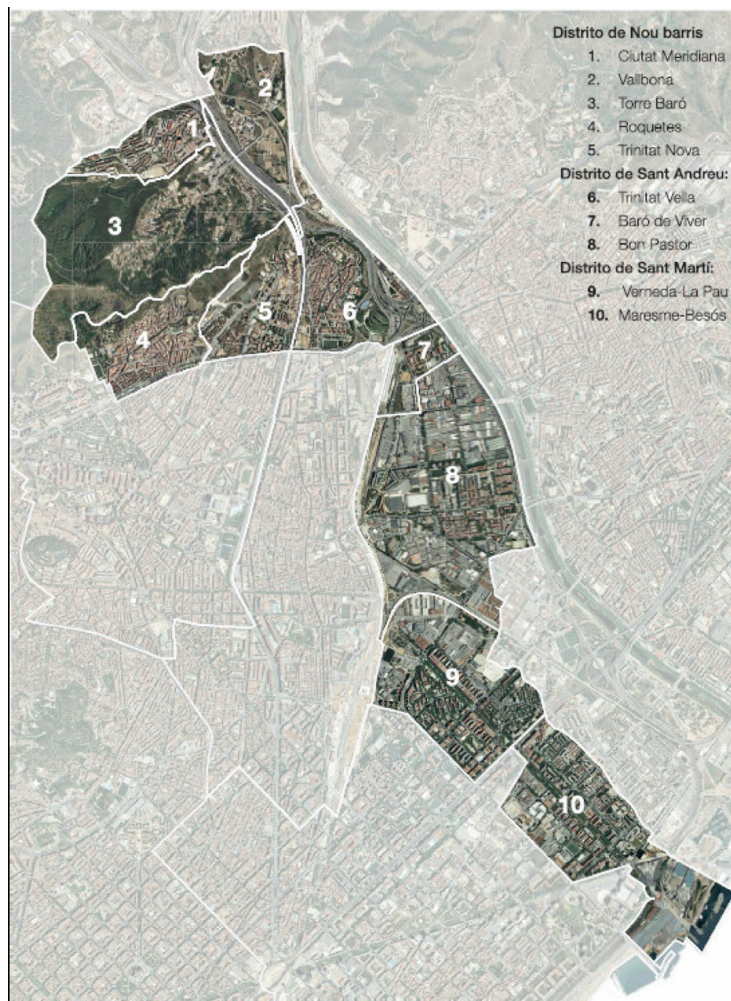 Distrito de Nou barris
1. Ciutat Meridiana
2. Vallbona
3. Torre Baró
4. Roquetes
5. Trinitat Nova
Distrito de Sant Andreu:
6. Trinitat Vella
7. Baró de Viver
8. Bon Pastor
Distrito de Sant Martí:
9. Verneda-La Pau
10. Maresme-Besós
2
1
3
5
6
4
7
8
9
10